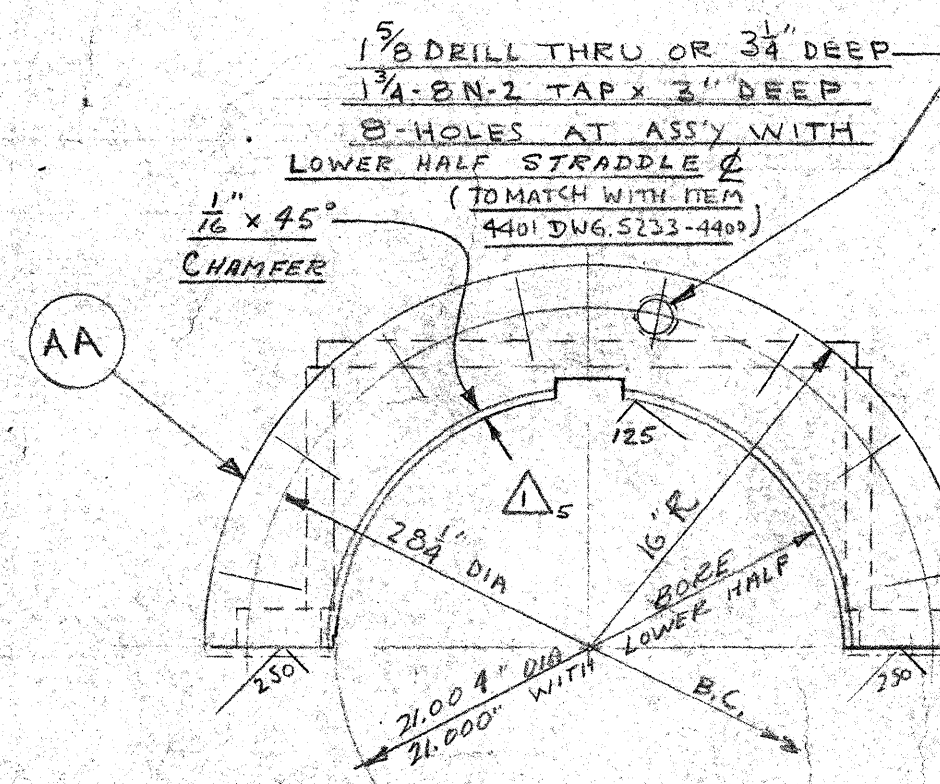 1 5/8 DRILL THRU OR 3 1/4" DEEP
1 3/4-8N-2 TAP x 3" DEEP
8-HOLES AT ASS'Y WITH
LOWER HALF STRADDLE ℄
(TO MATCH WITH ITEM
4401 DWG. 5233-4400)
1/16" x 45°
CHAMFER
AA
125
1 5
28 1/4" DIA
16" R
BORE
LOWER HALF
21.004" DIA
21.000" WITH
B.C.
250
250